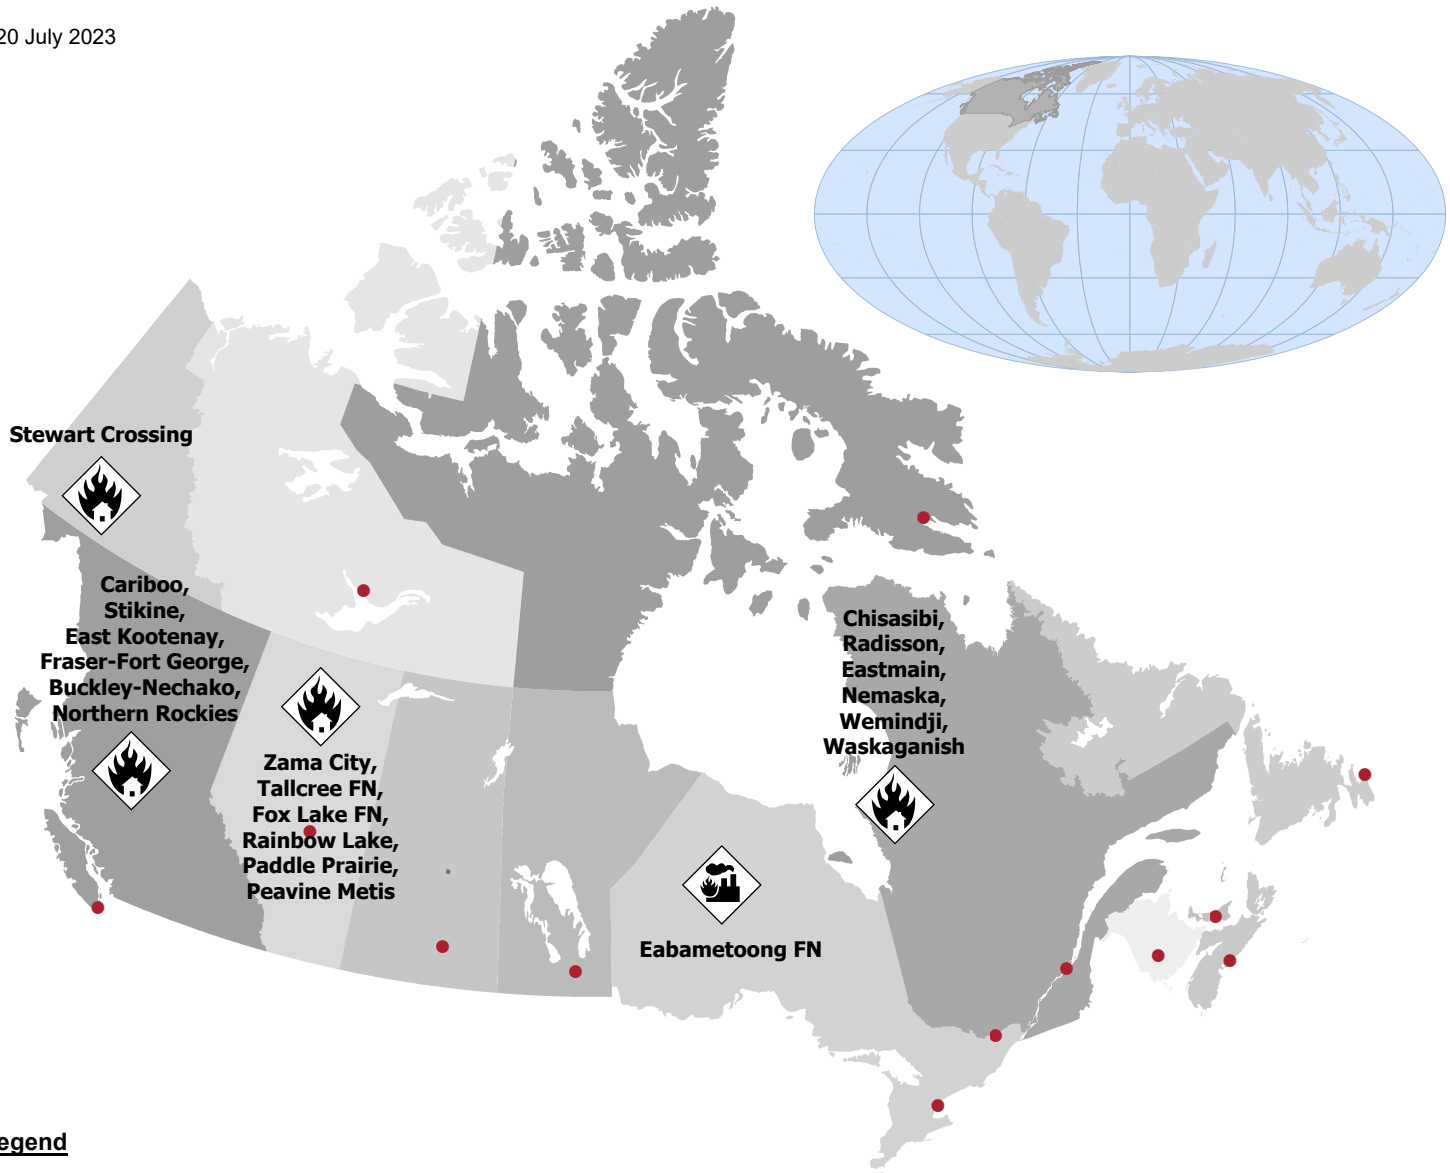 20 July 2023
Stewart Crossing
Cariboo,
Stikine,
East Kootenay,
Fraser-Fort George,
Buckley-Nechako,
Northern Rockies
Zama City,
Tallcree FN,
Fox Lake FN,
Rainbow Lake,
Paddle Prairie,
Peavine Metis
Eabametoong FN
Chisasibi,
Radisson,
Eastmain,
Nemaska,
Wemindji,
Waskaganish
egend